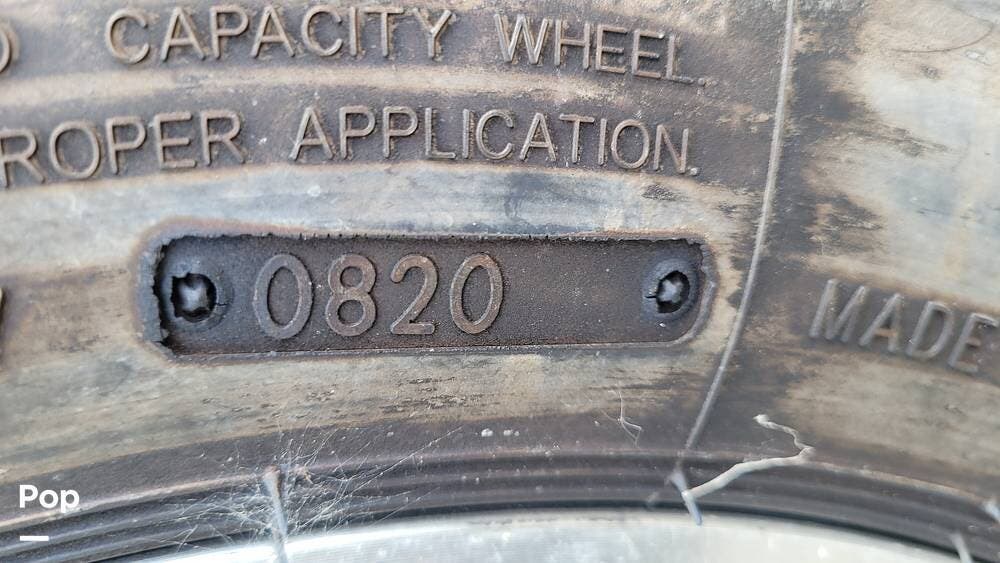 CAPACITY WHEEL.
ROPER APPLICATION.
0820
MADE
Pop